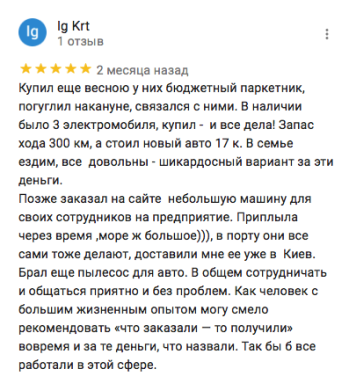 Ig
Ig Krt
1 отзыв
2 месяца назад
Купил еще весною у них бюджетный паркетник,
погуглил накануне, связался с ними. В наличии
было 3 электромобиля, купил - и все дела! Запас
хода 300 км, а стоил новый авто 17 к. В семье
ездим, все довольны - шикардосный вариант за эти
деньги.
Позже заказал на сайте небольшую машину для
своих сотрудников на предприятие. Приплыла
через время ,море ж большое))), в порту они все
сами тоже делают, доставили мне ее уже в Киев.
Брал еще пылесос для авто. В общем сотрудничать
и общаться приятно и без проблем. Как человек с
большим жизненным опытом могу смело
рекомендовать «что заказали — то получили»
вовремя и за те деньги, что назвали. Так бы б все
работали в этой сфере.